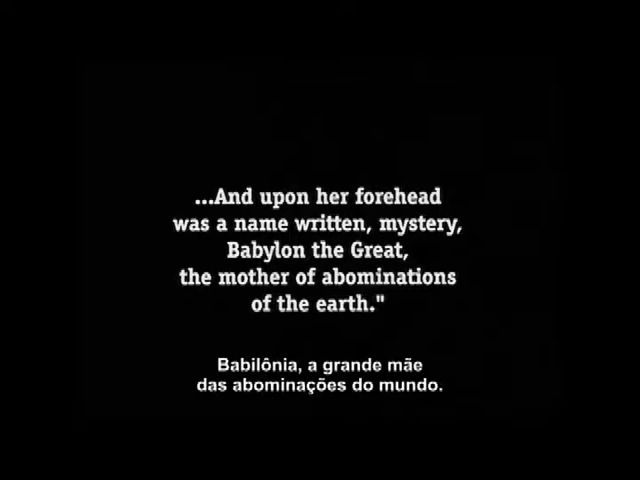 ...And upon her forehead
was a name written, mystery,
Babylon the Great,
the mother of abominations
of the earth."
Babilônia, a grande mãe
das abominações do mundo.